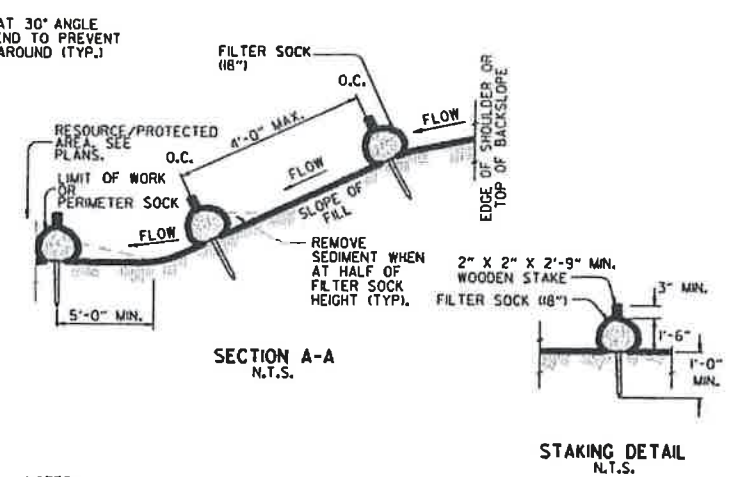 AT 30° ANGLE
END TO PREVENT
AROUND (TYP.)
FILTER SOCK
(18")
O.C.
4'-0" MAX.
FLOW
EDGE OF SHOULDER OR
TOP OF BACKSLOPE
RESOURCE/PROTECTED
AREA. SEE
PLANS.
O.C.
FLOW
LIMIT OF WORK
OR
PERIMETER SOCK
SLOPE OF
FILL
FLOW
REMOVE
SEDIMENT WHEN
AT HALF OF
FILTER SOCK
HEIGHT (TYP).
5'-0" MIN.
SECTION A-A
N.T.S.
2" X 2" X 2'-9" MIN.
WOODEN STAKE
FILTER SOCK (18")
3" MIN.
1'-6"
1'-0"
MIN.
STAKING DETAIL
N.T.S.